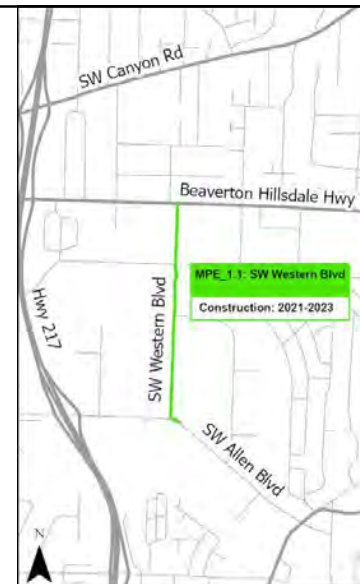 SW Canyon Rd
Beaverton Hillsdale Hwy
MPE_1.1: SW Western Blvd
Construction: 2021-2023
Hwy 217
SW Western Blvd
SW Allen Blvd
N